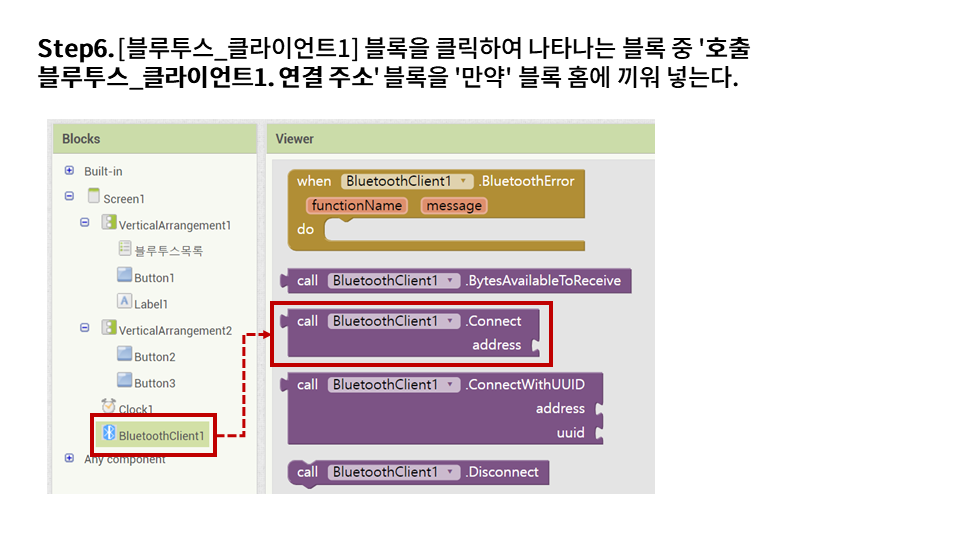 Step6. [블루투스_클라이언트1] 블록을 클릭하여 나타나는 블록 중 '호출
블루투스_클라이언트1. 연결 주소' 블록을 '만약' 블록 홈에 끼워 넣는다.
Blocks
Built-in
Screen1
VerticalArrangement1
블루투스목록
Button1
A Label1
VerticalArrangement2
Button2
Button3
Clock1
BluetoothClient1
Any component
Viewer
when BluetoothClient1 .BluetoothError
functionName message
do
call BluetoothClient1 .BytesAvailableToReceive
call BluetoothClient1 .Connect
address
call BluetoothClient1 .ConnectWithUUID
address
uuid
call BluetoothClient1 .Disconnect